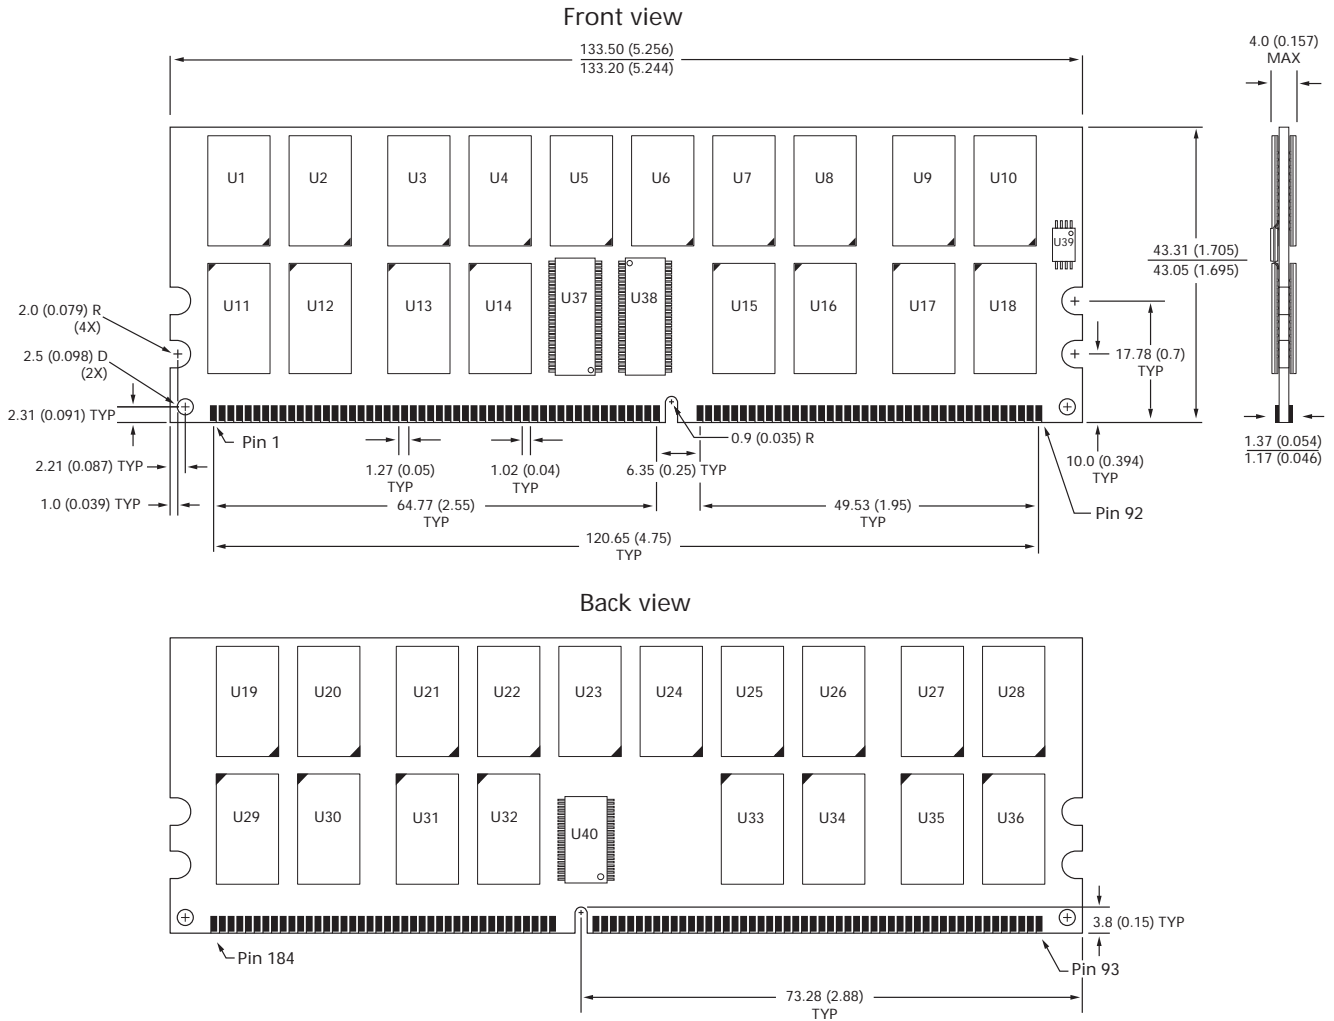 Front view
133.50 (5.256)
133.20 (5.244)
4.0 (0.157)
MAX
U1
U2
U3
U4
U5
U6
U7
U8
U9
U10
U39
43.31 (1.705)
43.05 (1.695)
U11
U12
U13
U14
U37
U38
U15
U16
U17
U18
2.0 (0.079) R
(4X)
2.5 (0.098) D
(2X)
17.78 (0.7)
TYP
2.31 (0.091) TYP
Pin 1
0.9 (0.035) R
2.21 (0.087) TYP
1.27 (0.05)
TYP
1.02 (0.04)
TYP
6.35 (0.25) TYP
10.0 (0.394)
TYP
1.37 (0.054)
1.17 (0.046)
1.0 (0.039) TYP
64.77 (2.55)
TYP
49.53 (1.95)
TYP
Pin 92
120.65 (4.75)
TYP
Back view
U19
U20
U21
U22
U23
U24
U25
U26
U27
U28
U29
U30
U31
U32
U40
U33
U34
U35
U36
3.8 (0.15) TYP
Pin 184
Pin 93
73.28 (2.88)
TYP